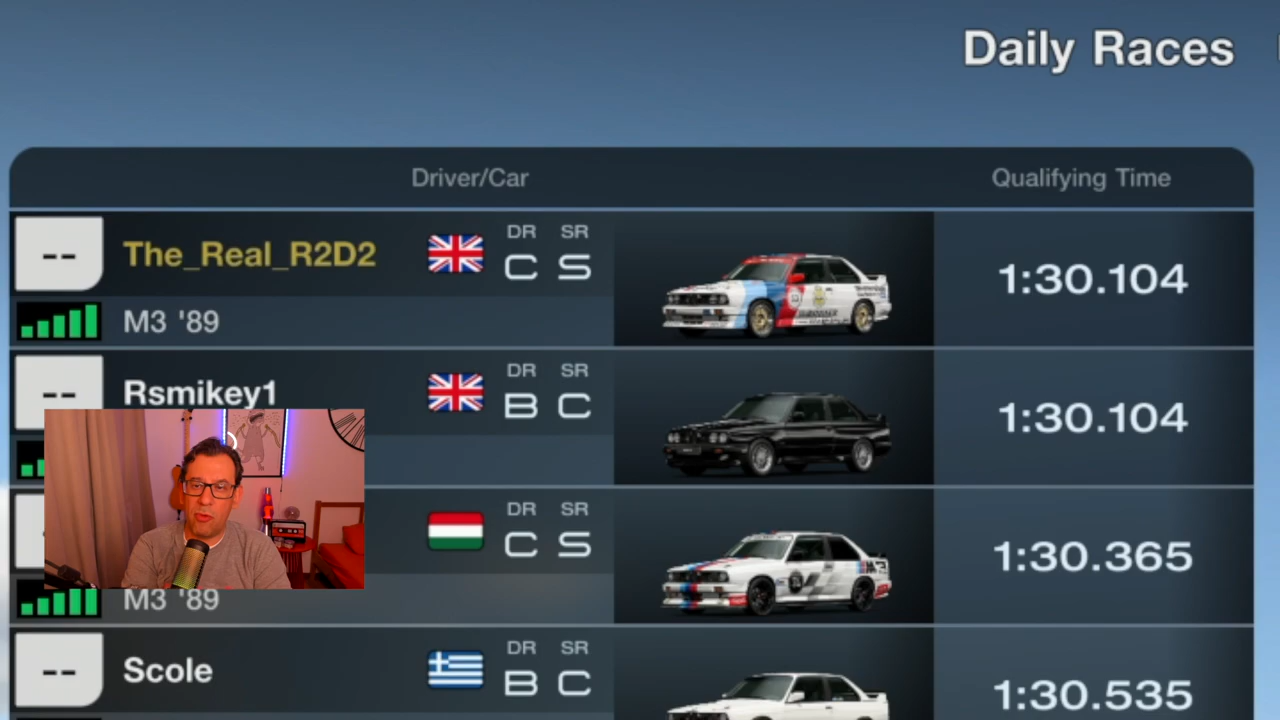 Daily Races
Driver/Car
Qualifying Time
--
The_Real_R2D2
DR
SR
C
S
1:30.104
M3 '89
--
Rsmikey1
DR
SR
B
C
1:30.104
DR
SR
C
S
1:30.365
M3 '89
--
Scole
DR
SR
B
C
1:30.535